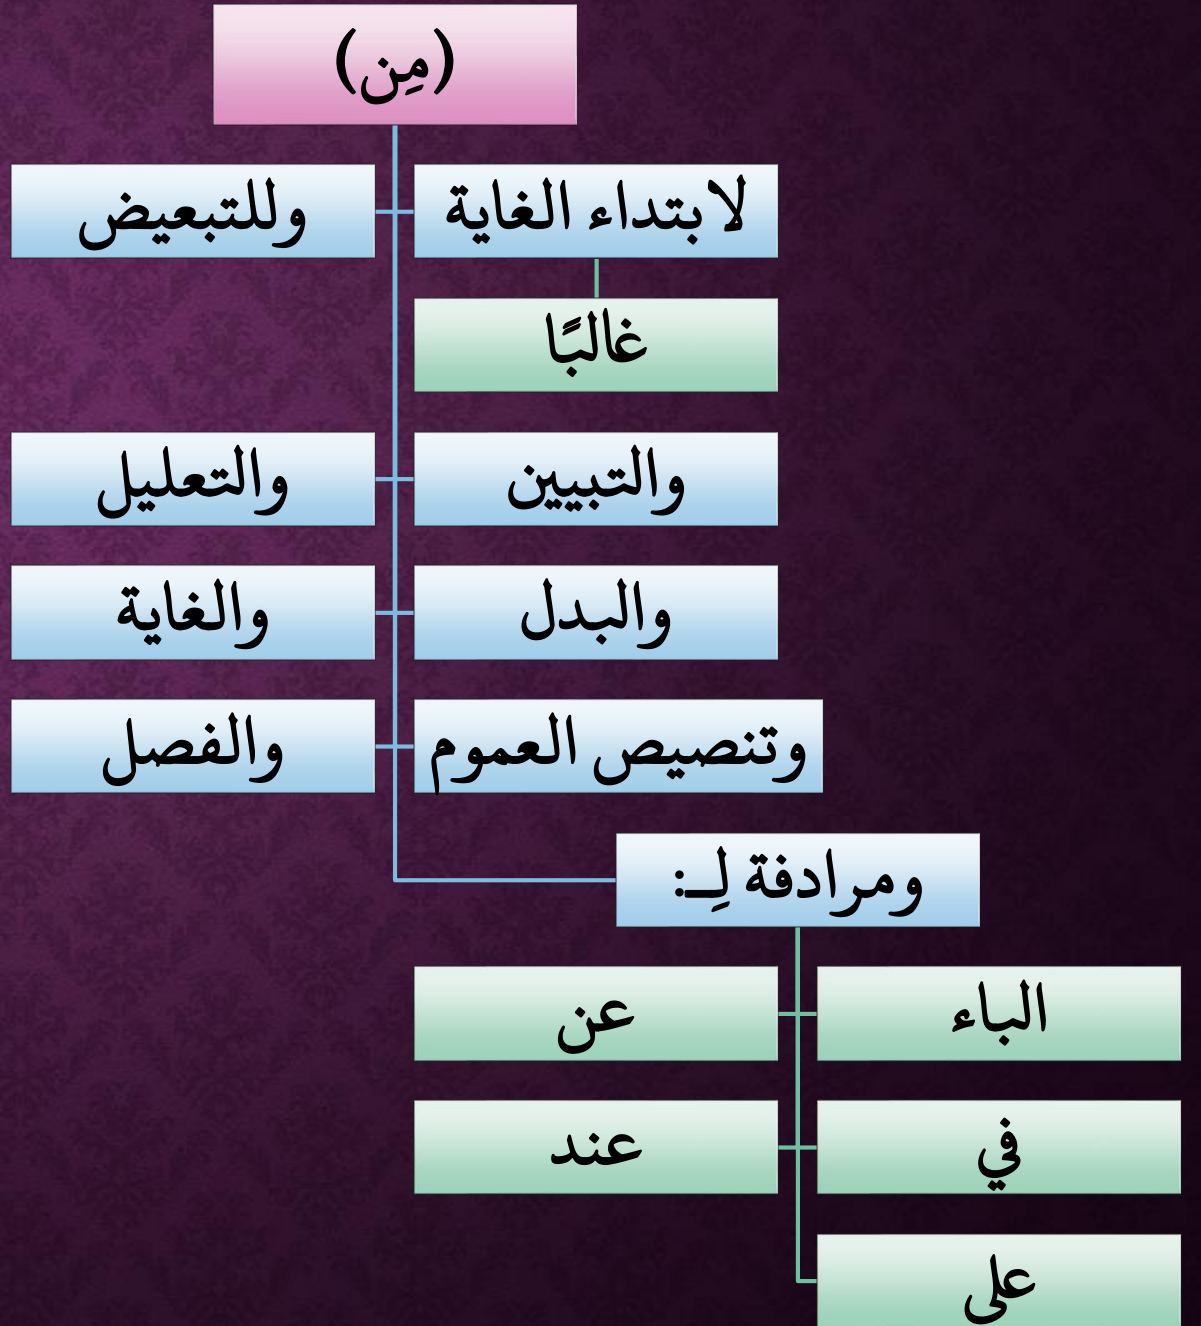 (مِن)
لابتداء الغاية
وللتبعيض
غالبًا
والتبيين
والتعليل
والبدل
والغاية
وتنصيص العموم
والفصل
ومرادفة لِـ:
الباء
عن
في
عند
على